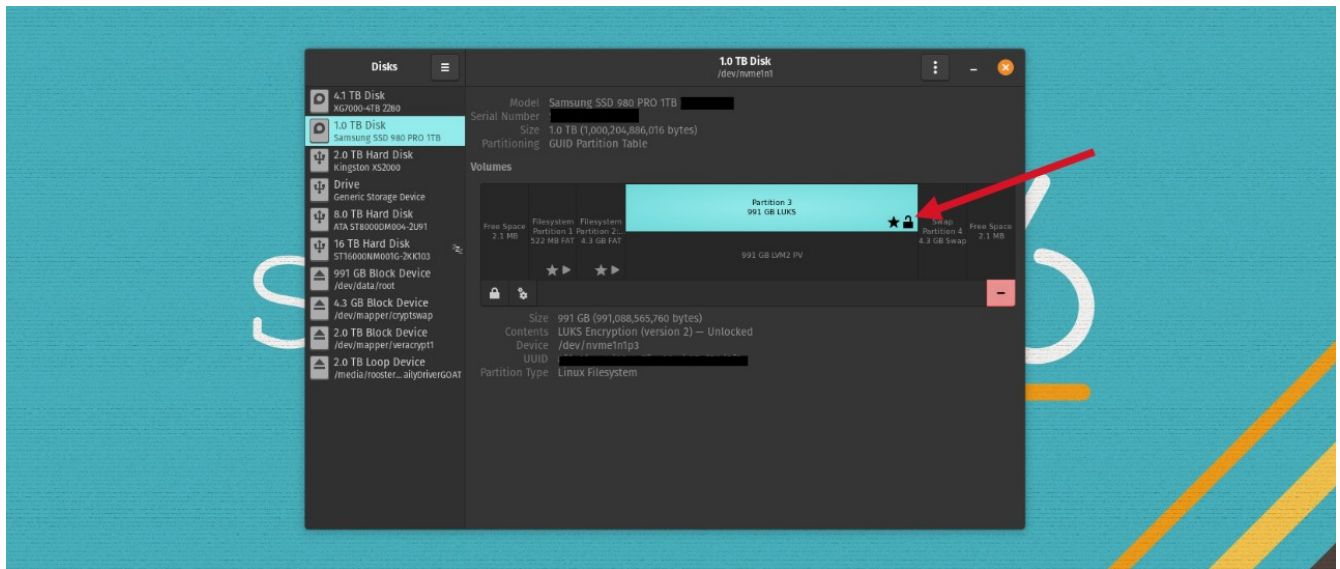 Disks
1.0 TB Disk
/dev/nvme1n1
4.1 TB Disk
XG7000-4TB 2280
1.0 TB Disk
Samsung SSD 980 PRO 1TB
2.0 TB Hard Disk
Kingston XS2000
Drive
Generic Storage Device
8.0 TB Hard Disk
ATA ST8000DM004-2U91
16 TB Hard Disk
ST16000NM001G-2KK103
991 GB Block Device
/dev/data/root
4.3 GB Block Device
/dev/mapper/cryptswap
2.0 TB Block Device
/dev/mapper/veracrypt1
2.0 TB Loop Device
/media/rooster... ailyDriverGOAT
Model Samsung SSD 980 PRO 1TB
Serial Number
Size 1.0 TB (1,000,204,886,016 bytes)
Partitioning GUID Partition Table
Volumes
Free Space
2.1 MB
Filesystem
Partition 1
522 MB FAT
Filesystem
Partition 2:...
4.3 GB FAT
Partition 3
991 GB LUKS
991 GB LVM2 PV
Swap
Partition 4
4.3 GB Swap
Free Space
2.1 MB
Size 991 GB (991,088,565,760 bytes)
Contents LUKS Encryption (version 2) — Unlocked
Device /dev/nvme1n1p3
UUID
Partition Type Linux Filesystem